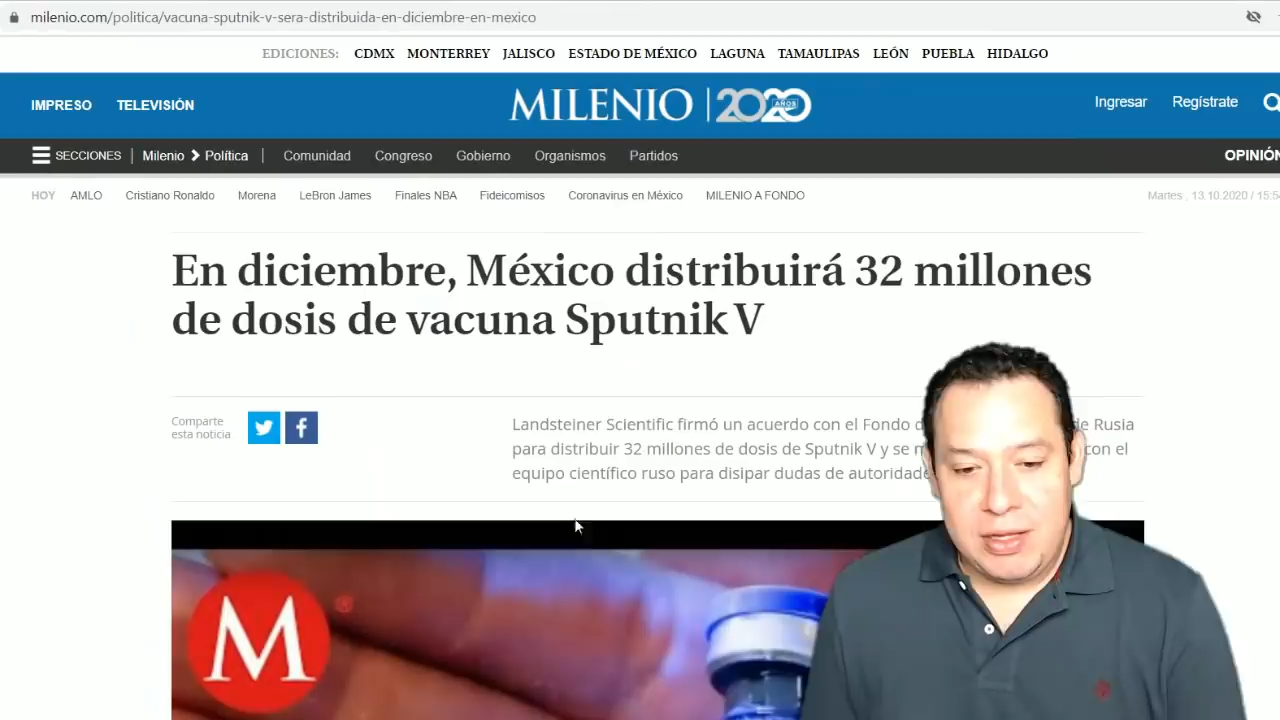 milenio.com/politica/vacuna-sputnik-v-sera-distribuida-en-diciembre-en-mexico
EDICIONES: CDMX MONTERREY JALISCO ESTADO DE MÉXICO LAGUNA TAMAULIPAS LEÓN PUEBLA HIDALGO
IMPRESO TELEVISIÓN MILENIO 2020 AÑOS Ingresar Regístrate
SECCIONES Milenio Política Comunidad Congreso Gobierno Organismos Partidos OPINIÓN
HOY AMLO Cristiano Ronaldo Morena LeBron James Finales NBA Fideicomisos Coronavirus en México MILENIO A FONDO Martes , 13.10.2020 / 15:54
En diciembre, México distribuirá 32 millones
de dosis de vacuna Sputnik V
Comparte
esta noticia
Landsteiner Scientific firmó un acuerdo con el Fondo de Rusia
para distribuir 32 millones de dosis de Sputnik V y se con el
equipo científico ruso para disipar dudas de
M